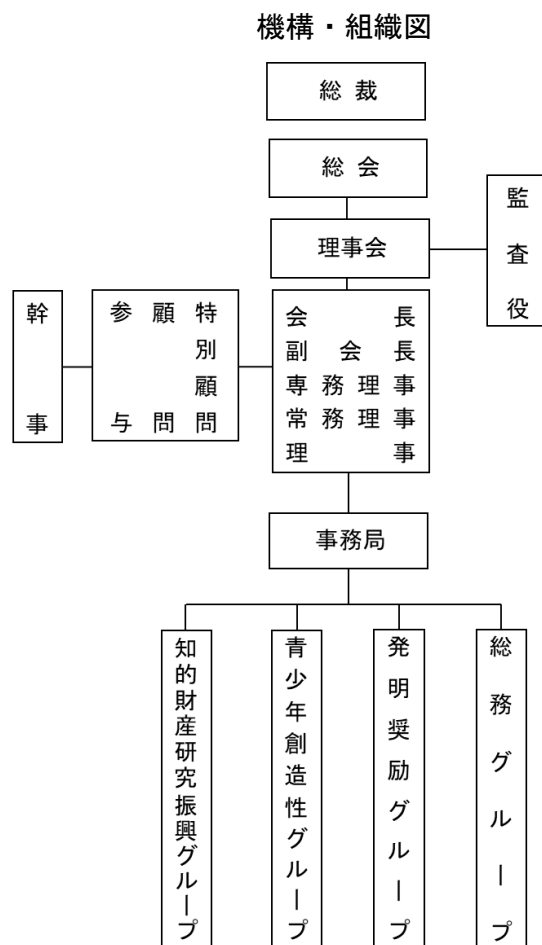 機構・組織図
総裁
総会
理事会
監査役
会長
副会長
専務理事
常務理事
理事
特別顧問
顧問
参与
幹事
事務局
総務グループ
発明奨励グループ
青少年創造性グループ
知的財産研究振興グループ